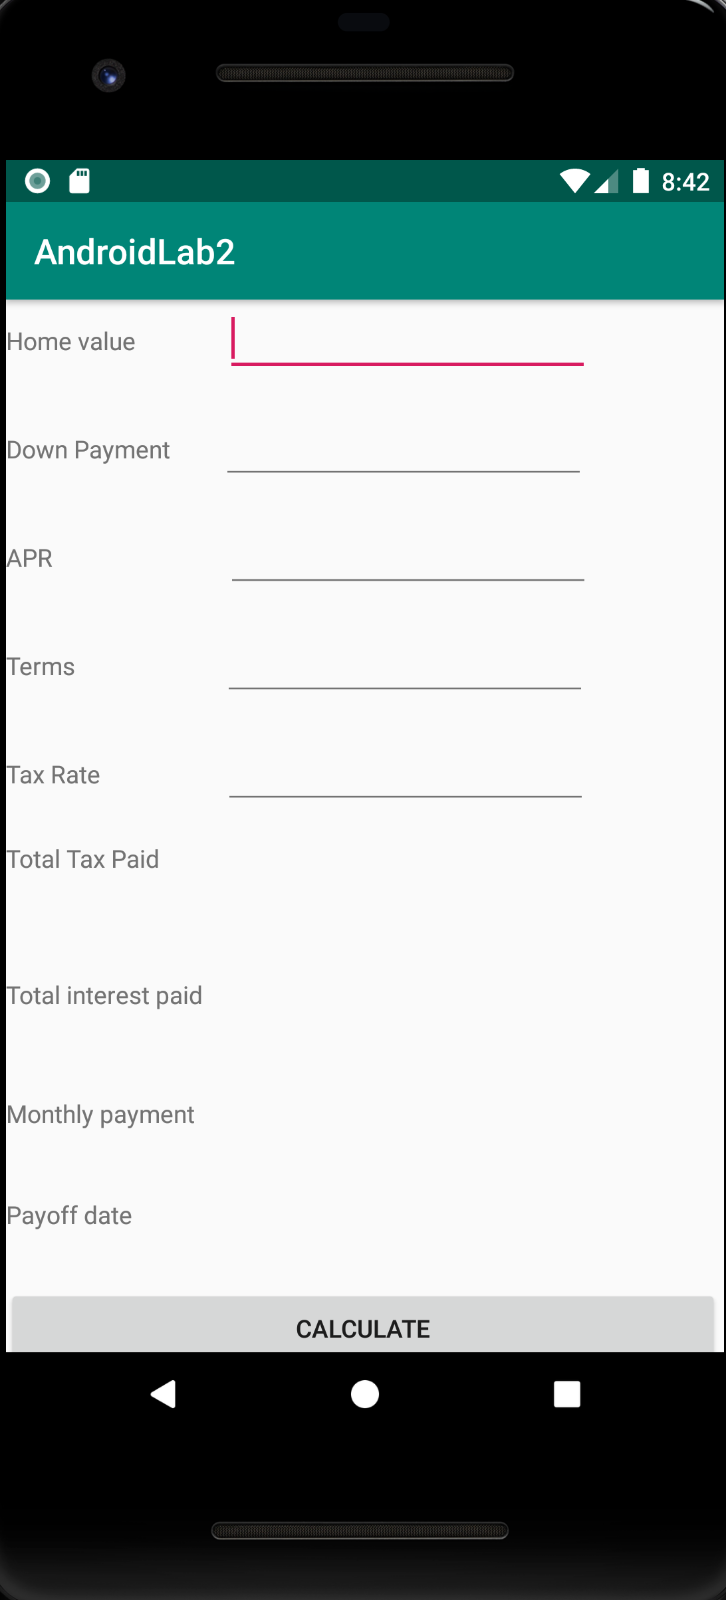 8:42
AndroidLab2
Home value
Down Payment
APR
Terms
Tax Rate
Total Tax Paid
Total interest paid
Monthly payment
Payoff date
CALCULATE